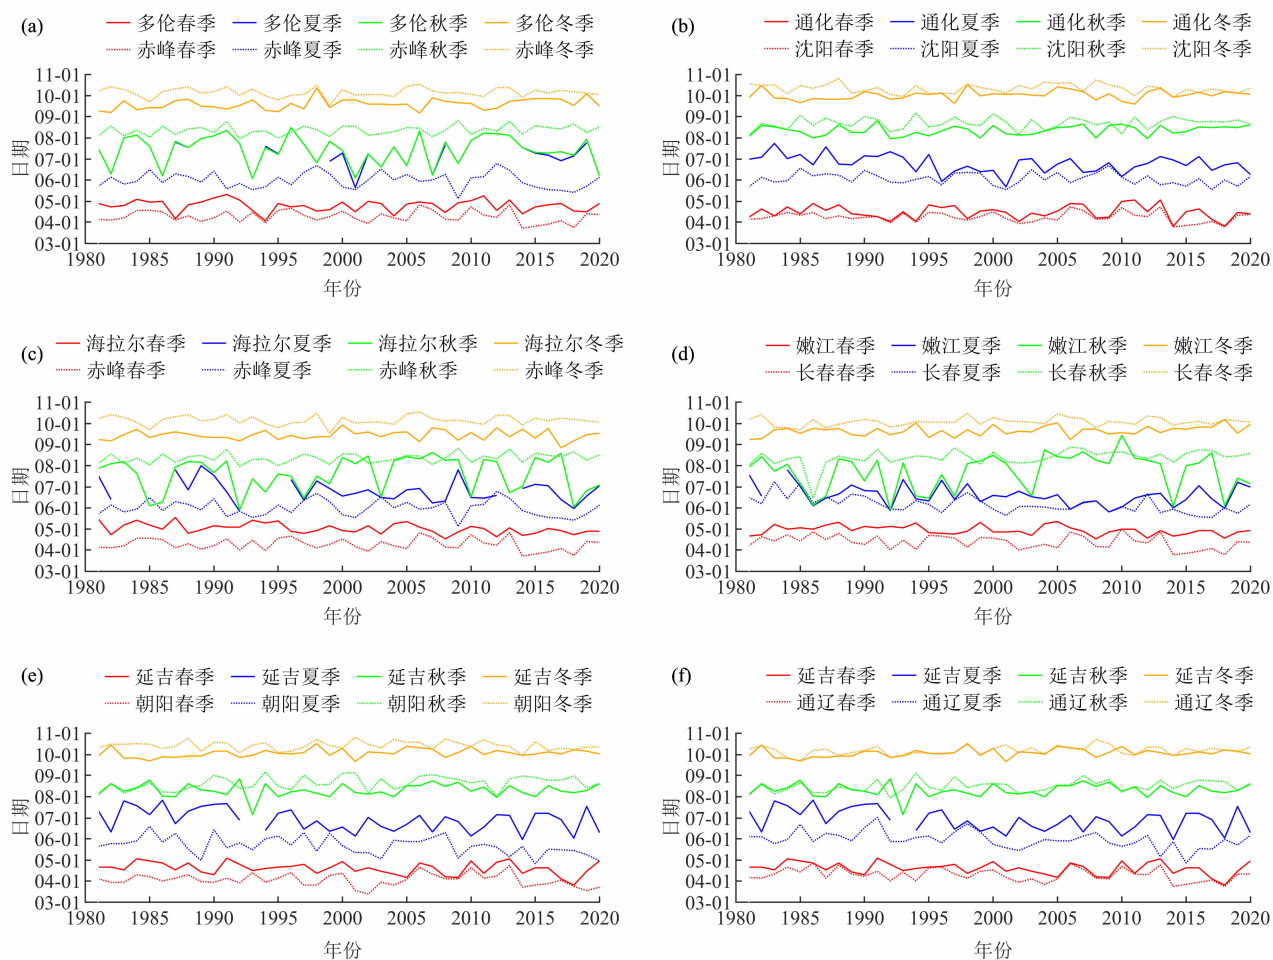 (a)
多伦春季 多伦夏季 多伦秋季 多伦冬季
赤峰春季 赤峰夏季 赤峰秋季 赤峰冬季
11-01
10-01
09-01
08-01
07-01
06-01
05-01
04-01
03-01
日期
1980 1985 1990 1995 2000 2005 2010 2015 2020
年份
(b)
通化春季 通化夏季 通化秋季 通化冬季
沈阳春季 沈阳夏季 沈阳秋季 沈阳冬季
11-01
10-01
09-01
08-01
07-01
06-01
05-01
04-01
03-01
日期
1980 1985 1990 1995 2000 2005 2010 2015 2020
年份
(c)
海拉尔春季 海拉尔夏季 海拉尔秋季 海拉尔冬季
赤峰春季 赤峰夏季 赤峰秋季 赤峰冬季
11-01
10-01
09-01
08-01
07-01
06-01
05-01
04-01
03-01
日期
1980 1985 1990 1995 2000 2005 2010 2015 2020
年份
(d)
嫩江春季 嫩江夏季 嫩江秋季 嫩江冬季
长春春季 长春夏季 长春秋季 长春冬季
11-01
10-01
09-01
08-01
07-01
06-01
05-01
04-01
03-01
日期
1980 1985 1990 1995 2000 2005 2010 2015 2020
年份
(e)
延吉春季 延吉夏季 延吉秋季 延吉冬季
朝阳春季 朝阳夏季 朝阳秋季 朝阳冬季
11-01
10-01
09-01
08-01
07-01
06-01
05-01
04-01
03-01
日期
1980 1985 1990 1995 2000 2005 2010 2015 2020
年份
(f)
延吉春季 延吉夏季 延吉秋季 延吉冬季
通辽春季 通辽夏季 通辽秋季 通辽冬季
11-01
10-01
09-01
08-01
07-01
06-01
05-01
04-01
03-01
日期
1980 1985 1990 1995 2000 2005 2010 2015 2020
年份